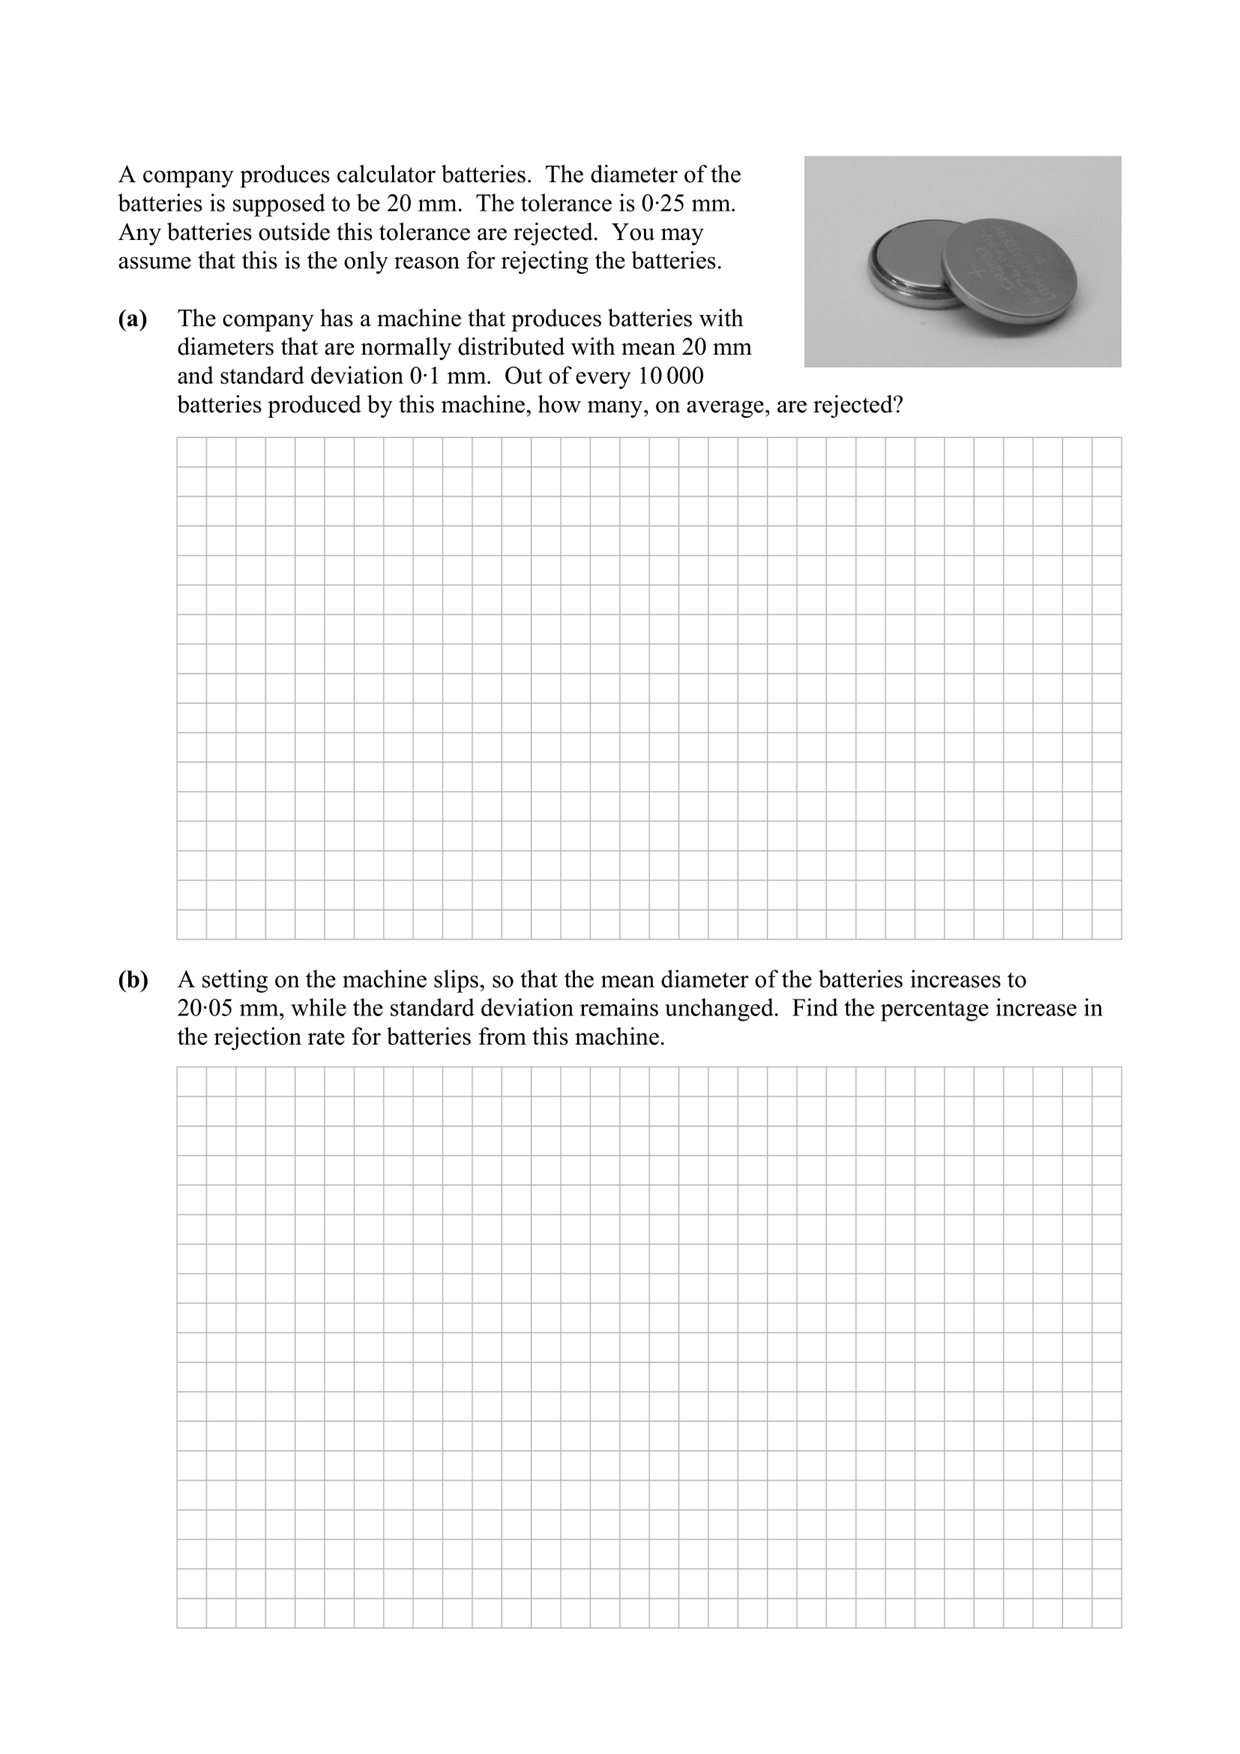 A company produces calculator batteries. The diameter of the
batteries is supposed to be 20 mm. The tolerance is 0·25 mm.
Any batteries outside this tolerance are rejected. You may
assume that this is the only reason for rejecting the batteries.
(a) The company has a machine that produces batteries with
diameters that are normally distributed with mean 20 mm
and standard deviation 0·1 mm. Out of every 10 000
batteries produced by this machine, how many, on average, are rejected?
(b) A setting on the machine slips, so that the mean diameter of the batteries increases to
20·05 mm, while the standard deviation remains unchanged. Find the percentage increase in
the rejection rate for batteries from this machine.